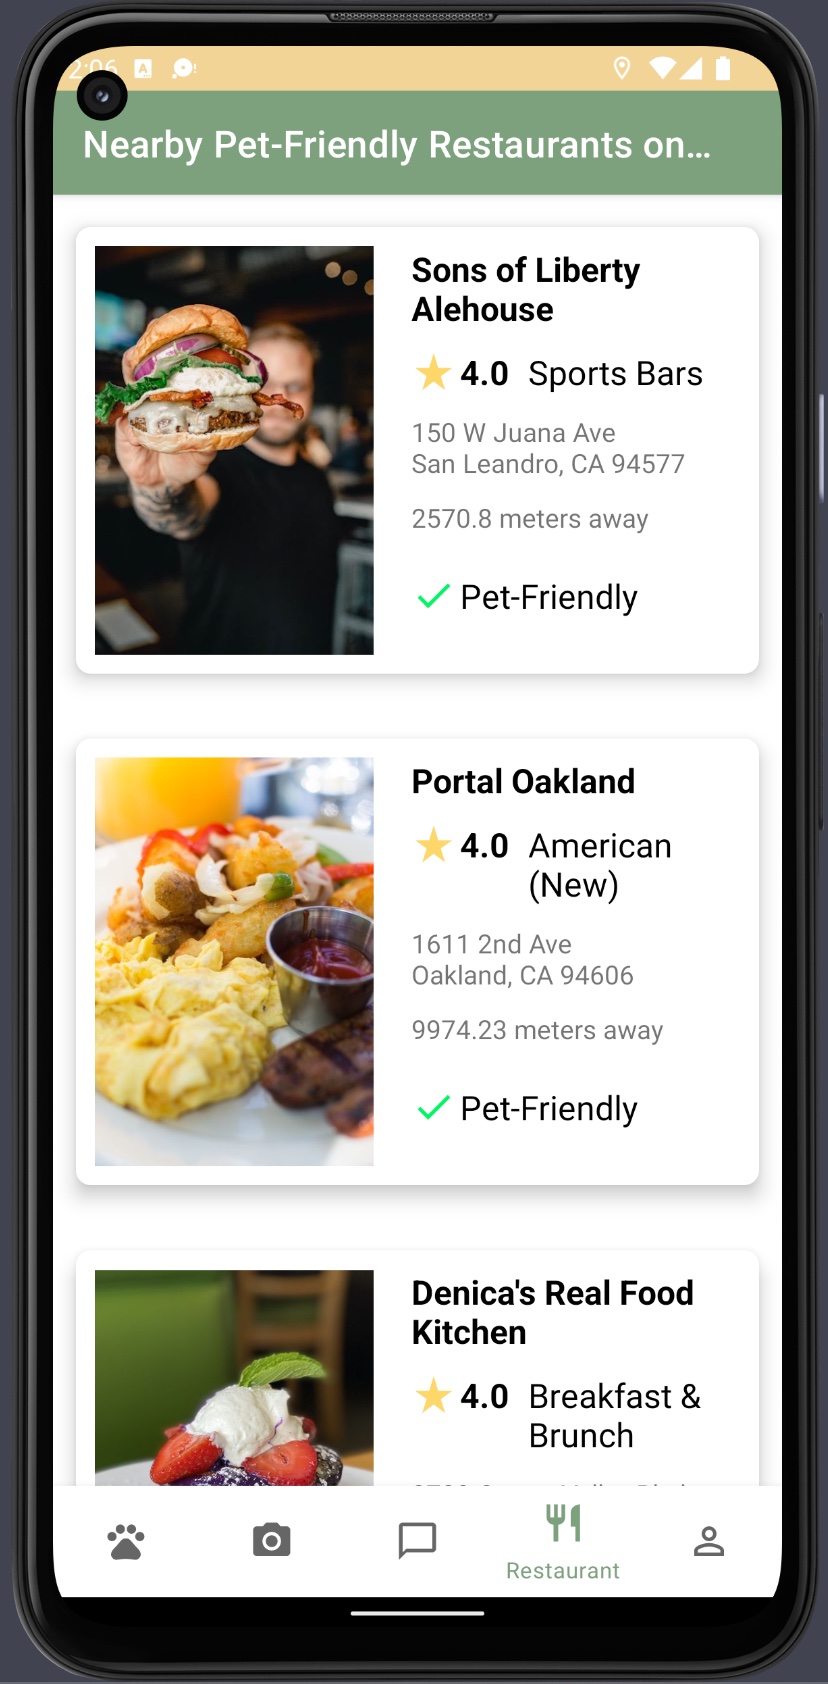 2:06
Nearby Pet-Friendly Restaurants on...
Sons of Liberty
Alehouse
4.0 Sports Bars
150 W Juana Ave
San Leandro, CA 94577
2570.8 meters away
Pet-Friendly
Portal Oakland
4.0 American
(New)
1611 2nd Ave
Oakland, CA 94606
9974.23 meters away
Pet-Friendly
Denica's Real Food
Kitchen
4.0 Breakfast &
Brunch
Restaurant